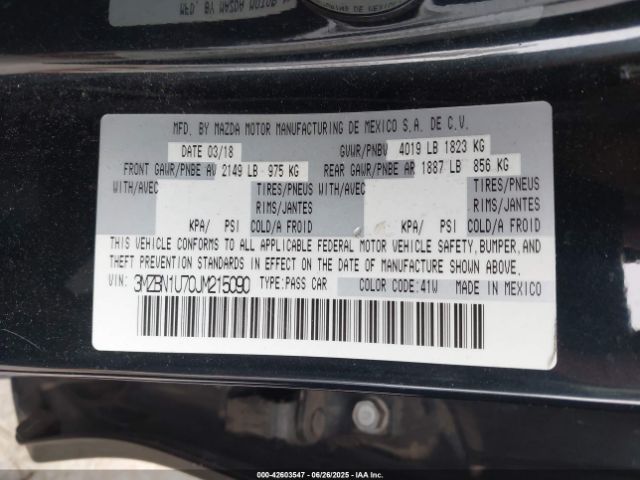 MFD. BY MAZDA MOTOR MANUFACTURING DE MEXICO S.A. DE C.V.
DATE 03/18 GVWR/PNBV 4019 LB 1823 KG
FRONT GAWR/PNBE AV 2149 LB - 975 KG REAR GAWR/PNBE AR 1887 LB 856 KG
WITH/AVEC TIRES/PNEUS WITH/AVEC TIRES/PNEUS
RIMS/JANTES RIMS/JANTES
KPA/ PSI COLD/A FROID KPA/ PSI COLD/A FROID
THIS VEHICLE CONFORMS TO ALL APPLICABLE FEDERAL MOTOR VEHICLE SAFETY, BUMPER, AND
THEFT PREVENTION STANDARDS IN EFFECT ON THE DATE OF MANUFACTURE SHOWN ABOVE.
VIN: 3MZBN1U70JM215090 TYPE: PASS CAR COLOR CODE: 41W MADE IN MEXICO
000-42603547 - 06/26/2025 - IAAI.COM